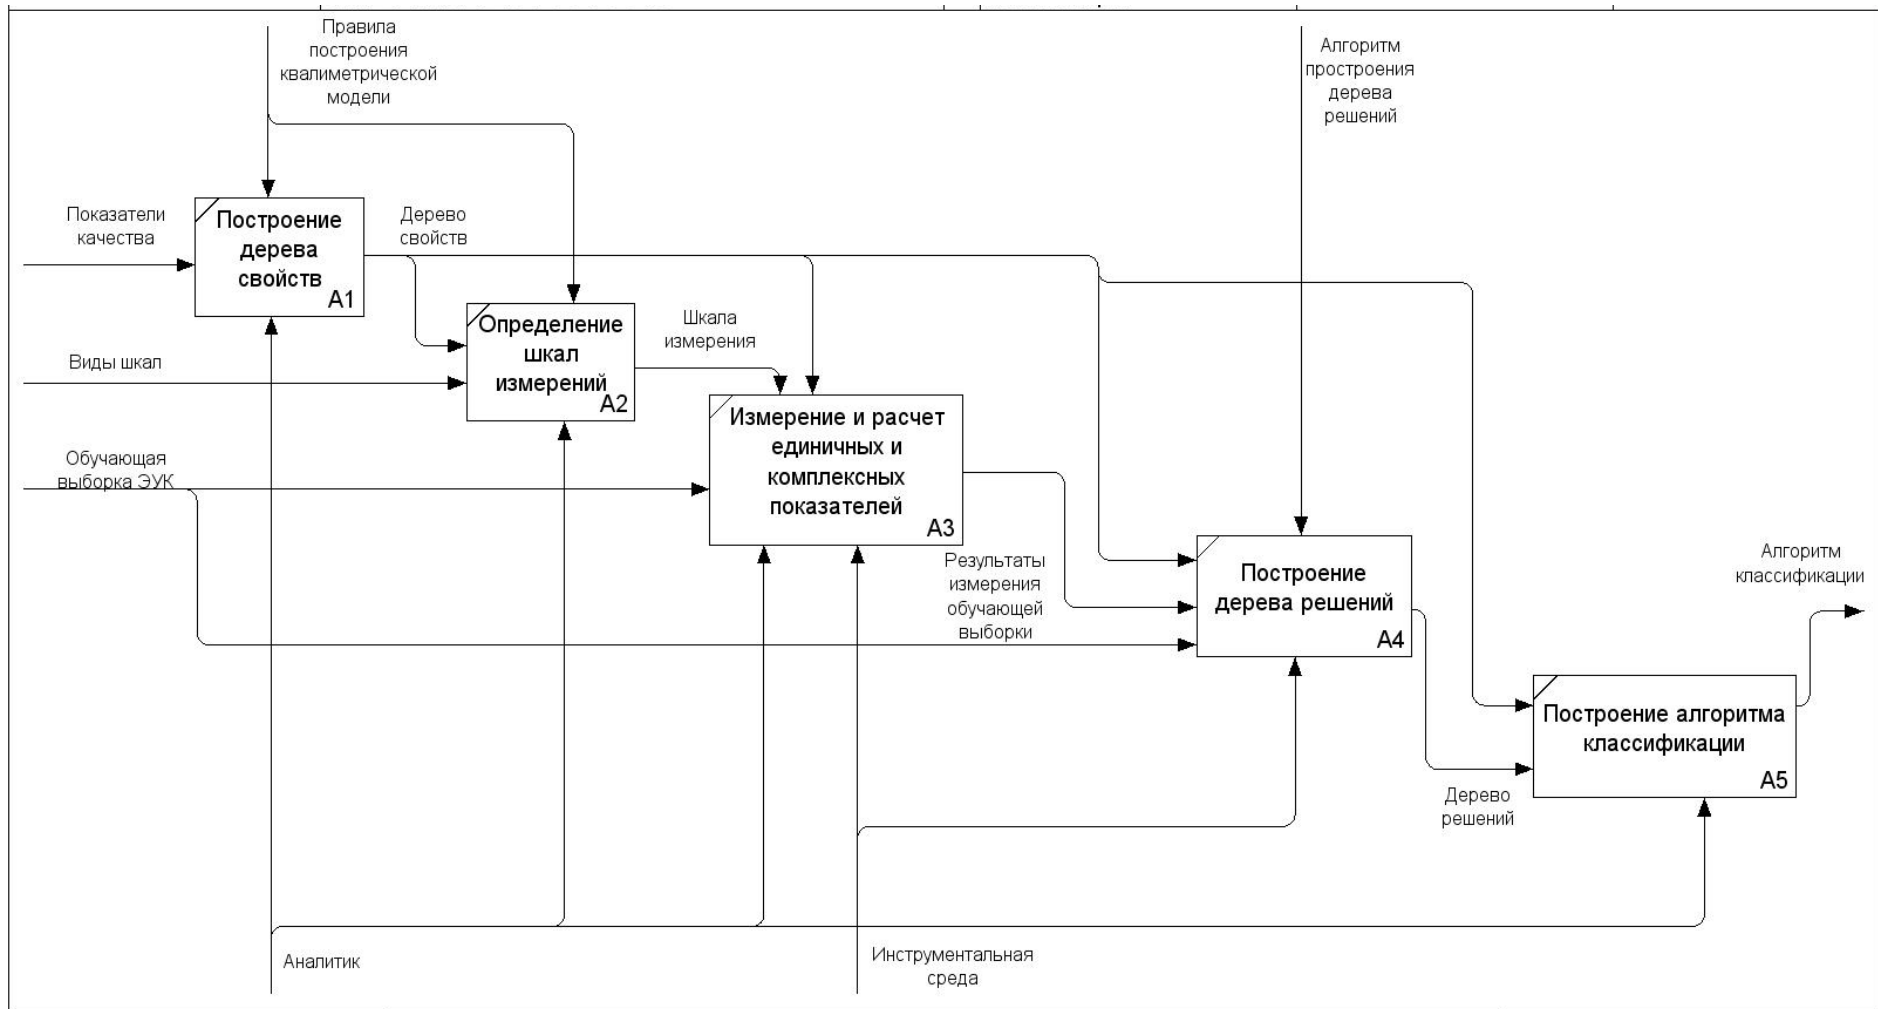 Правила
построения
квалиметрической
модели
Алгоритм
простроения
дерева
решений
Показатели
качества
Построение
дерева
свойств
A1
Дерево
свойств
Виды шкал
Определение
шкал
измерений
A2
Шкала
измерения
Обучающая
выборка ЭУК
Измерение и расчет
единичных и
комплексных
показателей
A3
Результаты
измерения
обучающей
выборки
Построение
дерева решений
A4
Алгоритм
классификации
Построение алгоритма
классификации
A5
Дерево
решений
Аналитик
Инструментальная
среда